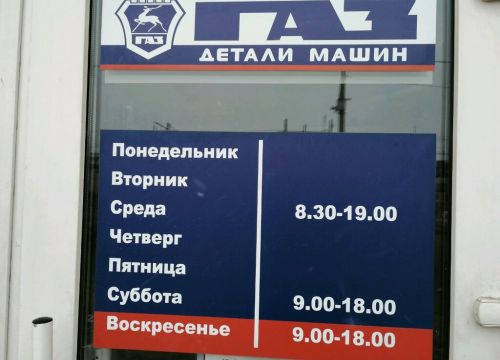 ГАЗ
ГАЗ
ДЕТАЛИ МАШИН
Понедельник
Вторник
Среда 8.30-19.00
Четверг
Пятница
Суббота 9.00-18.00
Воскресенье 9.00-18.00